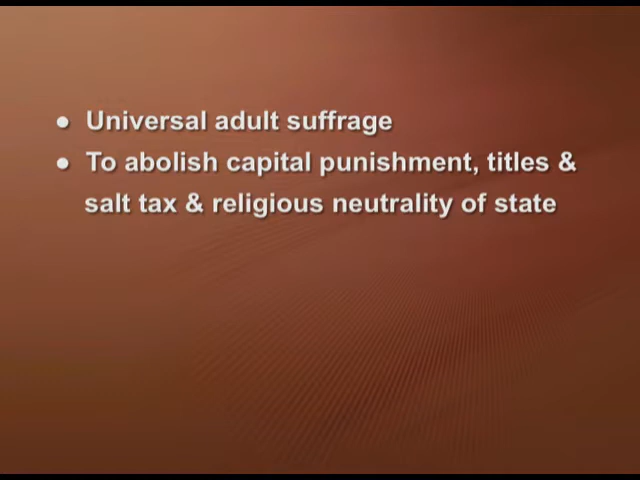 ● Universal adult suffrage
● To abolish capital punishment, titles &
salt tax & religious neutrality of state